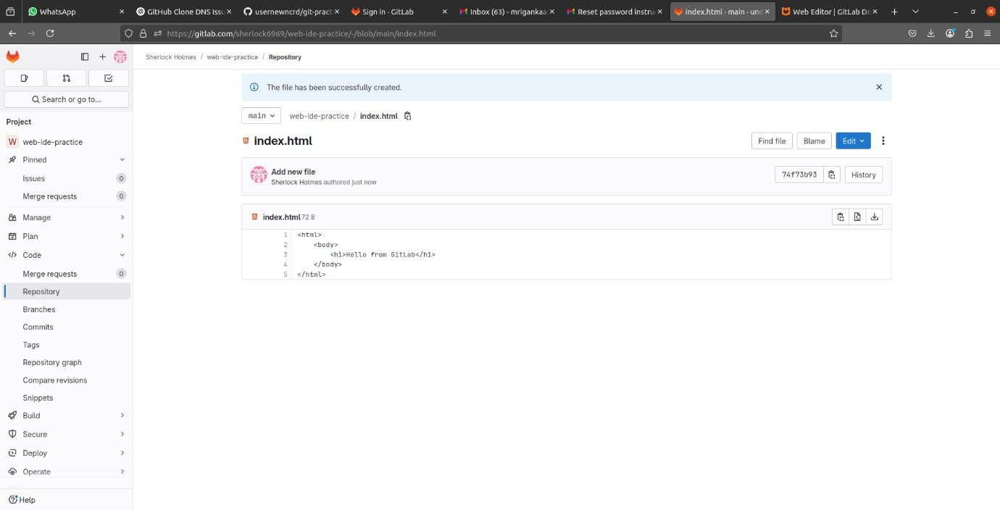 WhatsApp
GitHub Clone DNS Issu
usernewncrd/git-pract
Sign in · GitLab
Inbox (63) - mrigankaa
Reset password instru
index.html · main · und
Web Editor | GitLab Do
https://gitlab.com/sherlock6969/web-ide-practice/-/blob/main/index.html
Search or go to...
Project
W web-ide-practice
Pinned
Issues 0
Merge requests 0
Manage
Plan
Code
Merge requests 0
Repository
Branches
Commits
Tags
Repository graph
Compare revisions
Snippets
Build
Secure
Deploy
Operate
Help
Sherlock Holmes / web-ide-practice / Repository
The file has been successfully created.
main web-ide-practice / index.html
index.html Find file Blame Edit
Add new file
Sherlock Holmes authored just now
74f73b93 History
index.html 72 B
1 <html>
2 <body>
3 <h1>Hello from GitLab</h1>
4 </body>
5 </html>